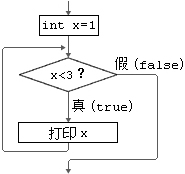 int x=1
x<3？
假(false)
真(true)
打印x